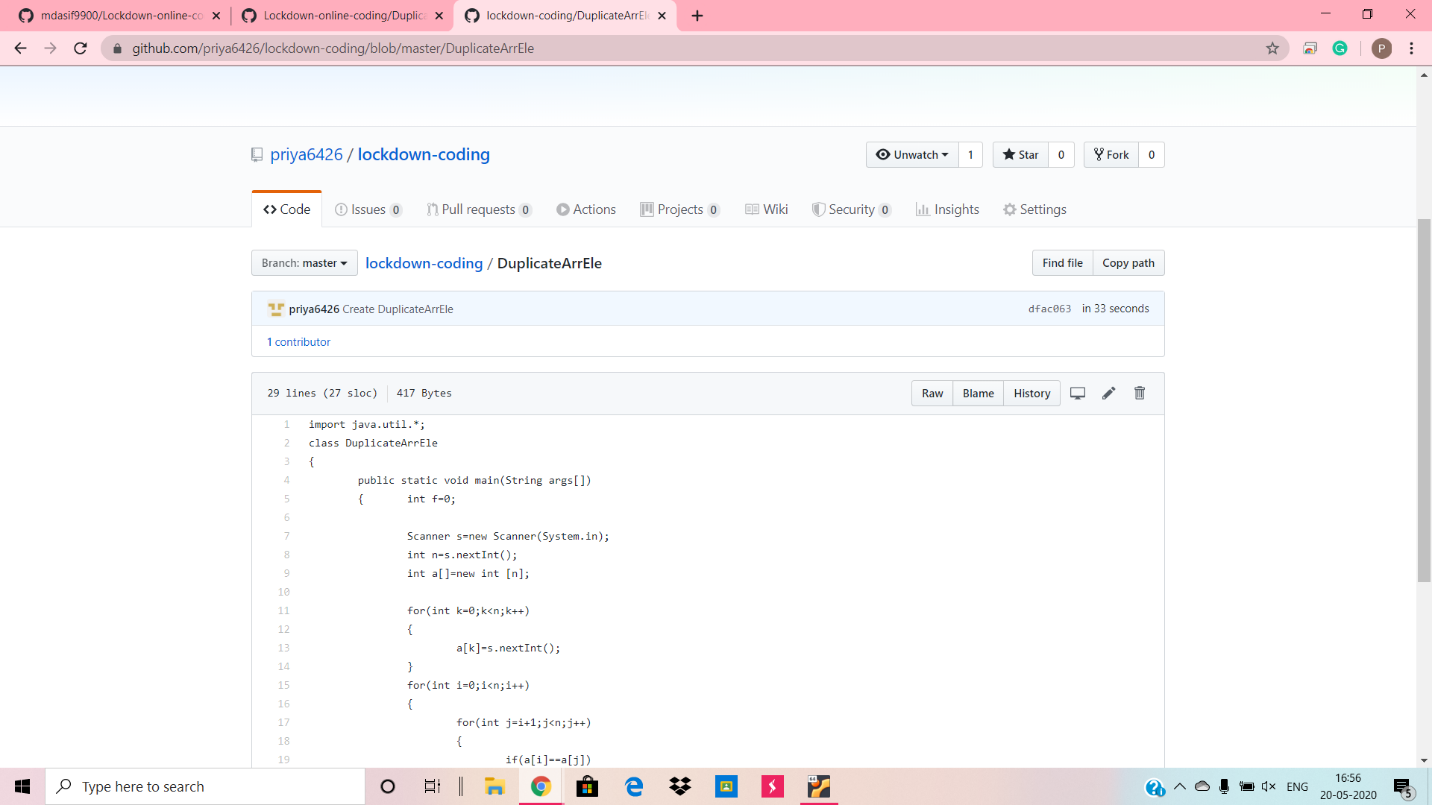 mdasif9900/Lockdown-online-co
Lockdown-online-coding/Duplica
lockdown-coding/DuplicateArrEle
github.com/priya6426/lockdown-coding/blob/master/DuplicateArrEle
P
priya6426 / lockdown-coding
Unwatch 1 Star 0 Fork 0
Code Issues 0 Pull requests 0 Actions Projects 0 Wiki Security 0 Insights Settings
Branch: master lockdown-coding / DuplicateArrEle Find file Copy path
priya6426 Create DuplicateArrEle dfac063 in 33 seconds
1 contributor
29 lines (27 sloc) 417 Bytes Raw Blame History
1 import java.util.*;
2 class DuplicateArrEle
3 {
4 public static void main(String args[])
5 { int f=0;
6
7 Scanner s=new Scanner(System.in);
8 int n=s.nextInt();
9 int a[]=new int [n];
10
11 for(int k=0;k<n;k++)
12 {
13 a[k]=s.nextInt();
14 }
15 for(int i=0;i<n;i++)
16 {
17 for(int j=i+1;j<n;j++)
18 {
19 if(a[i]==a[j])
Type here to search
ENG
16:56
20-05-2020
5